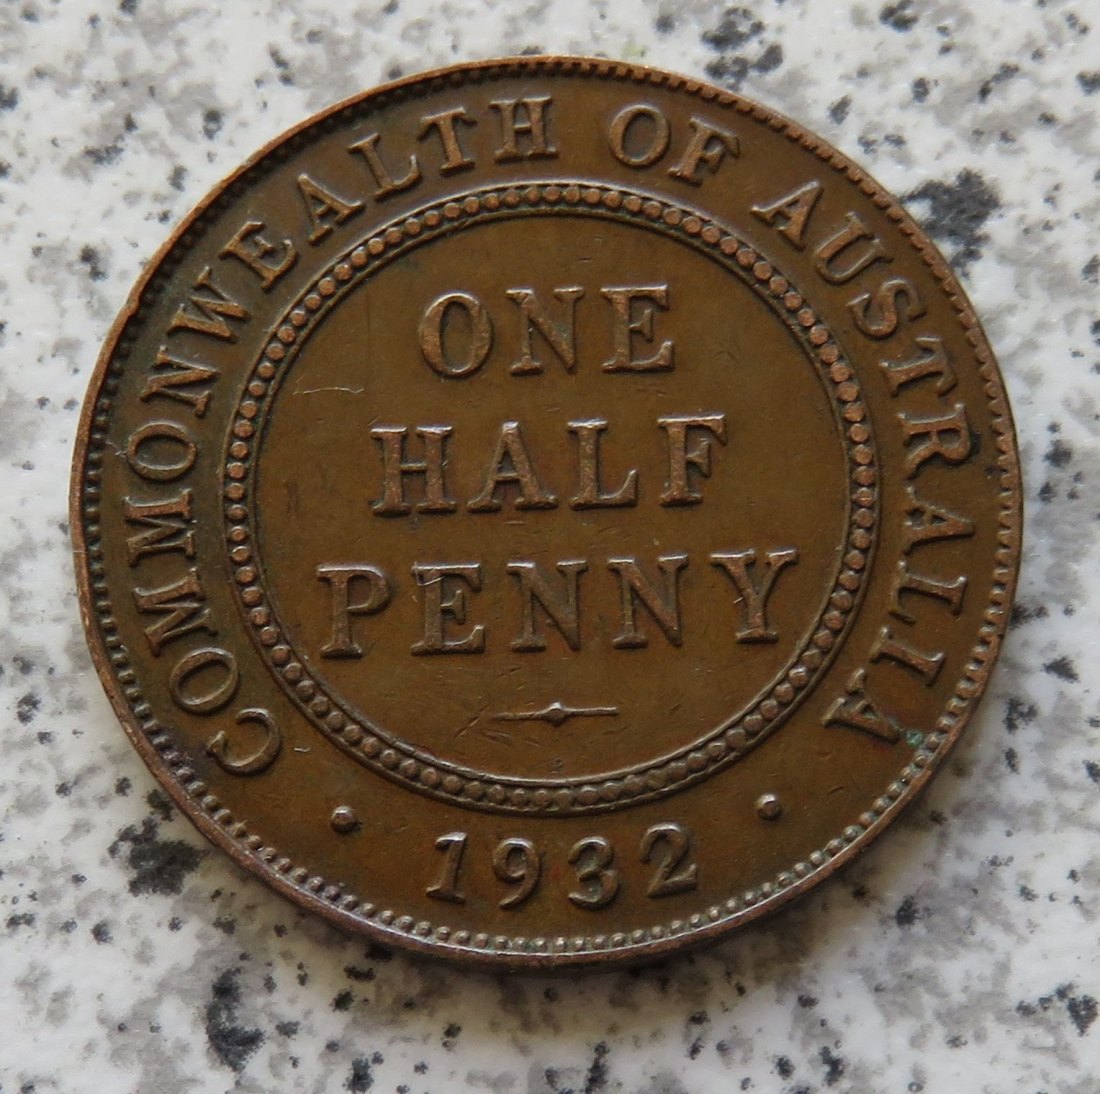 COMMONWEALTH OF AUSTRALIA
ONE
HALF
PENNY
1932